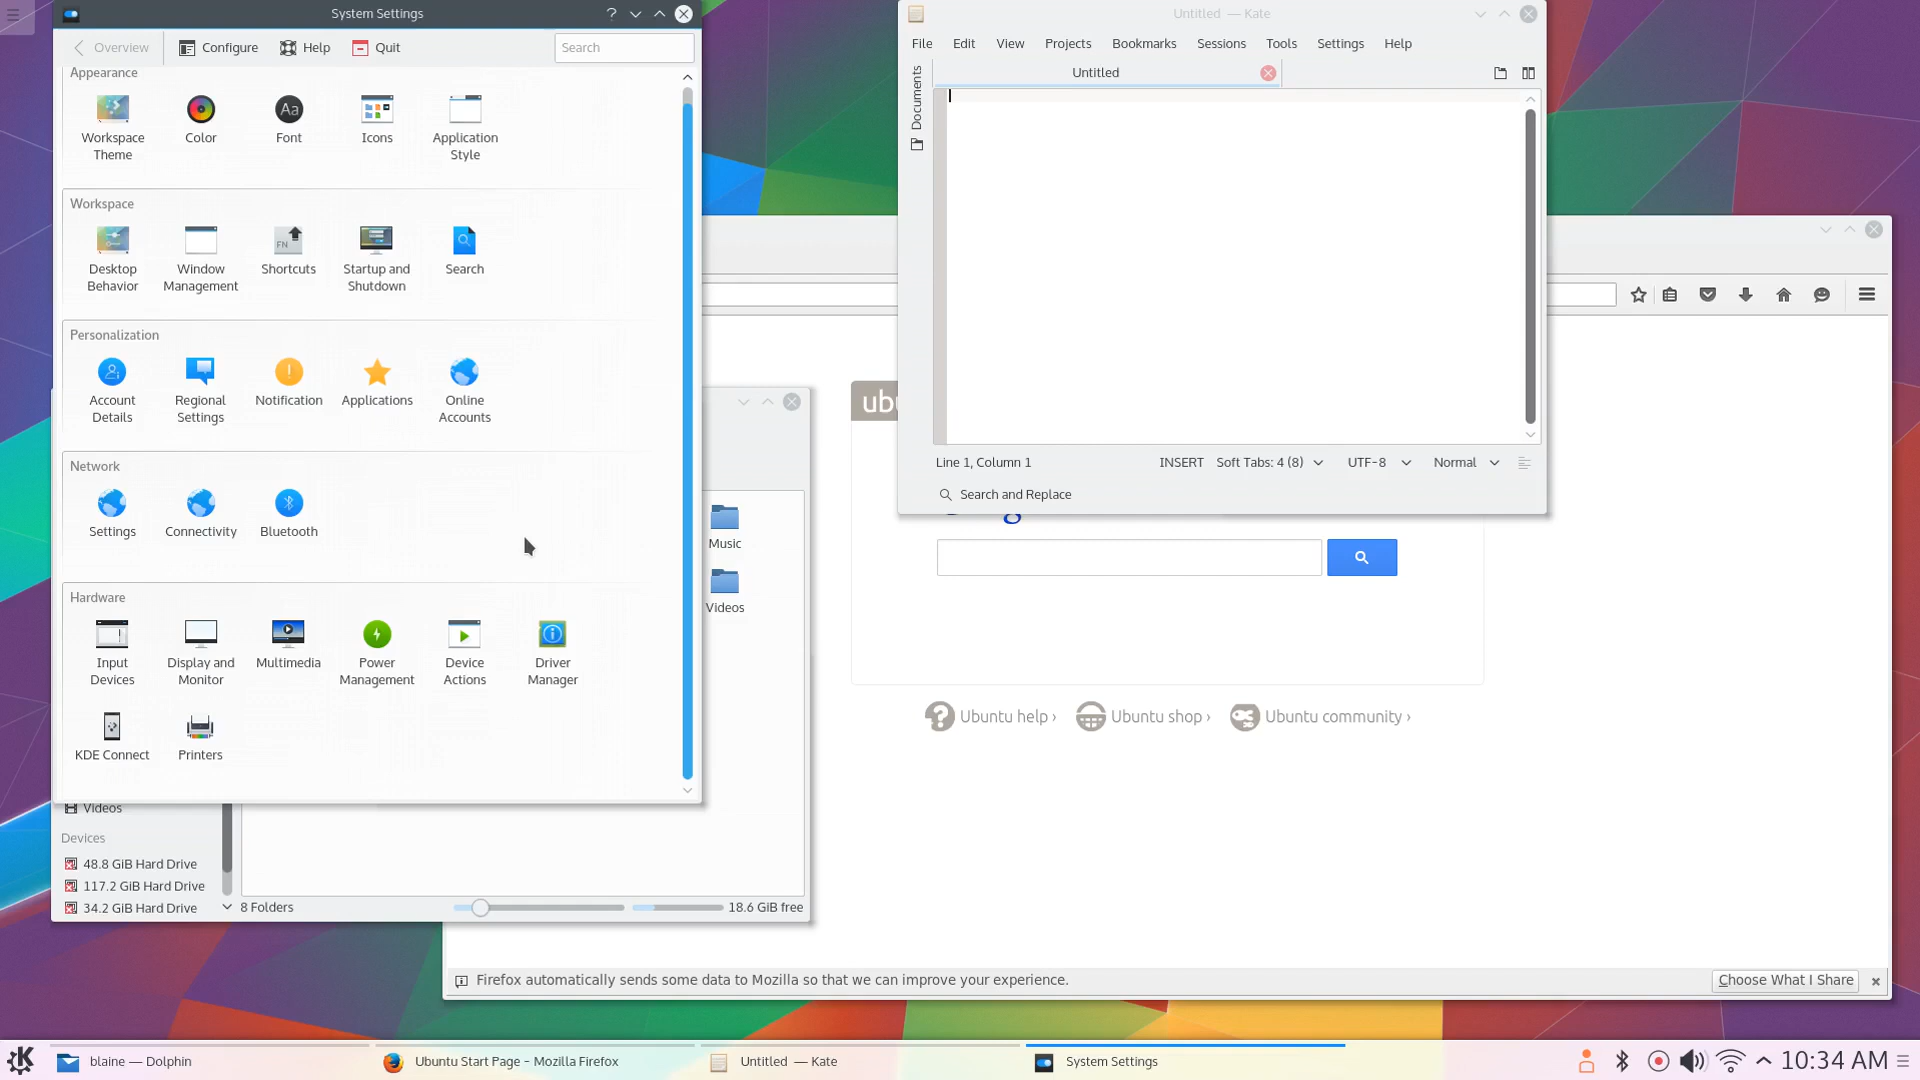 System Settings
Overview
Configure
Help
Quit
Search
Appearance
Workspace
Theme
Color
Font
Icons
Application
Style
Workspace
Desktop
Behavior
Window
Management
Shortcuts
Startup and
Shutdown
Search
Personalization
Account
Details
Regional
Settings
Notification
Applications
Online
Accounts
Network
Settings
Connectivity
Bluetooth
Hardware
Input
Devices
Display and
Monitor
Multimedia
Power
Management
Device
Actions
Driver
Manager
KDE Connect
Printers
Aa
FN
Untitled — Kate
File Edit View Projects Bookmarks Sessions Tools Settings Help
Documents
Untitled
Line 1, Column 1
INSERT
Soft Tabs: 4 (8)
UTF-8
Normal
Search and Replace
Music
Videos
Videos
Devices
48.8 GiB Hard Drive
117.2 GiB Hard Drive
34.2 GiB Hard Drive
8 Folders
18.6 GiB free
Ubuntu help ›
Ubuntu shop ›
Ubuntu community ›
Firefox automatically sends some data to Mozilla so that we can improve your experience.
Choose What I Share
blaine — Dolphin
Ubuntu Start Page - Mozilla Firefox
Untitled — Kate
System Settings
10:34 AM